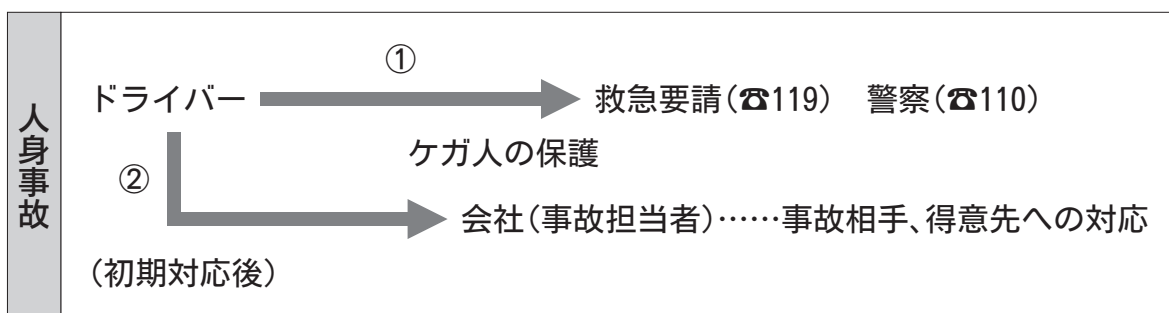 人身事故
①
ドライバー
救急要請(☎119) 警察(☎110)
ケガ人の保護
②
会社(事故担当者)……事故相手、得意先への対応
(初期対応後)